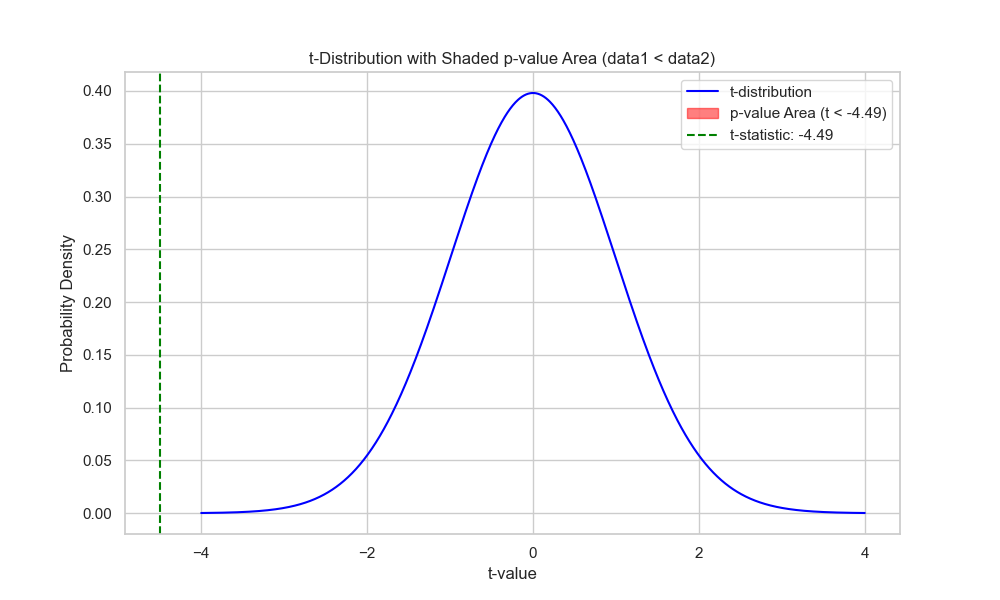 t-Distribution with Shaded p-value Area (data1 < data2)
t-distribution
p-value Area (t < -4.49)
t-statistic: -4.49
Probability Density
0.40
0.35
0.30
0.25
0.20
0.15
0.10
0.05
0.00
−4
−2
0
2
4
t-value